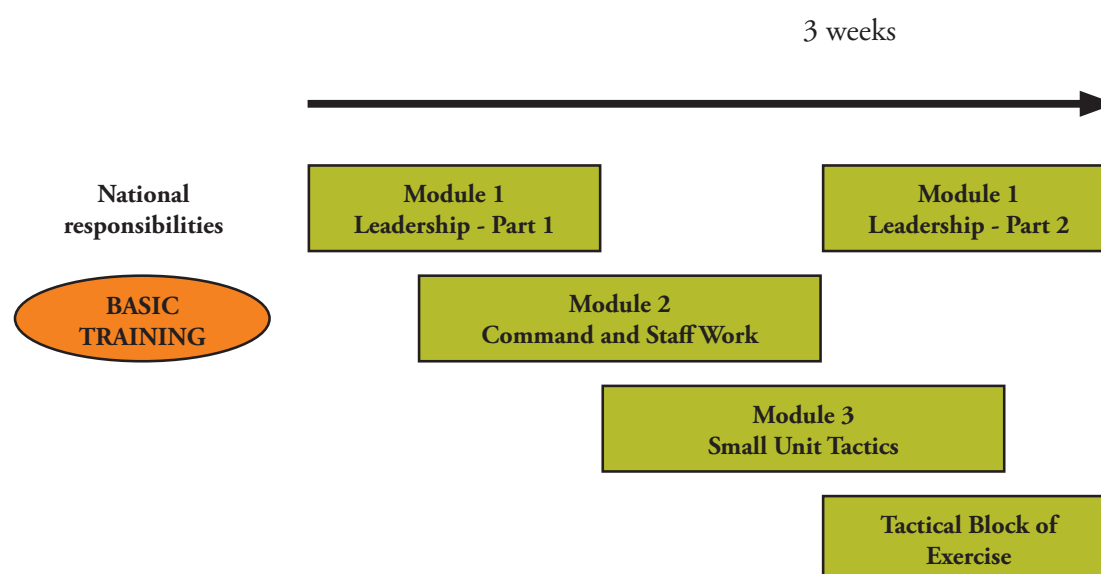 3 weeks
National
responsibilities
Module 1
Leadership - Part 1
Module 1
Leadership - Part 2
BASIC
TRAINING
Module 2
Command and Staff Work
Module 3
Small Unit Tactics
Tactical Block of
Exercise